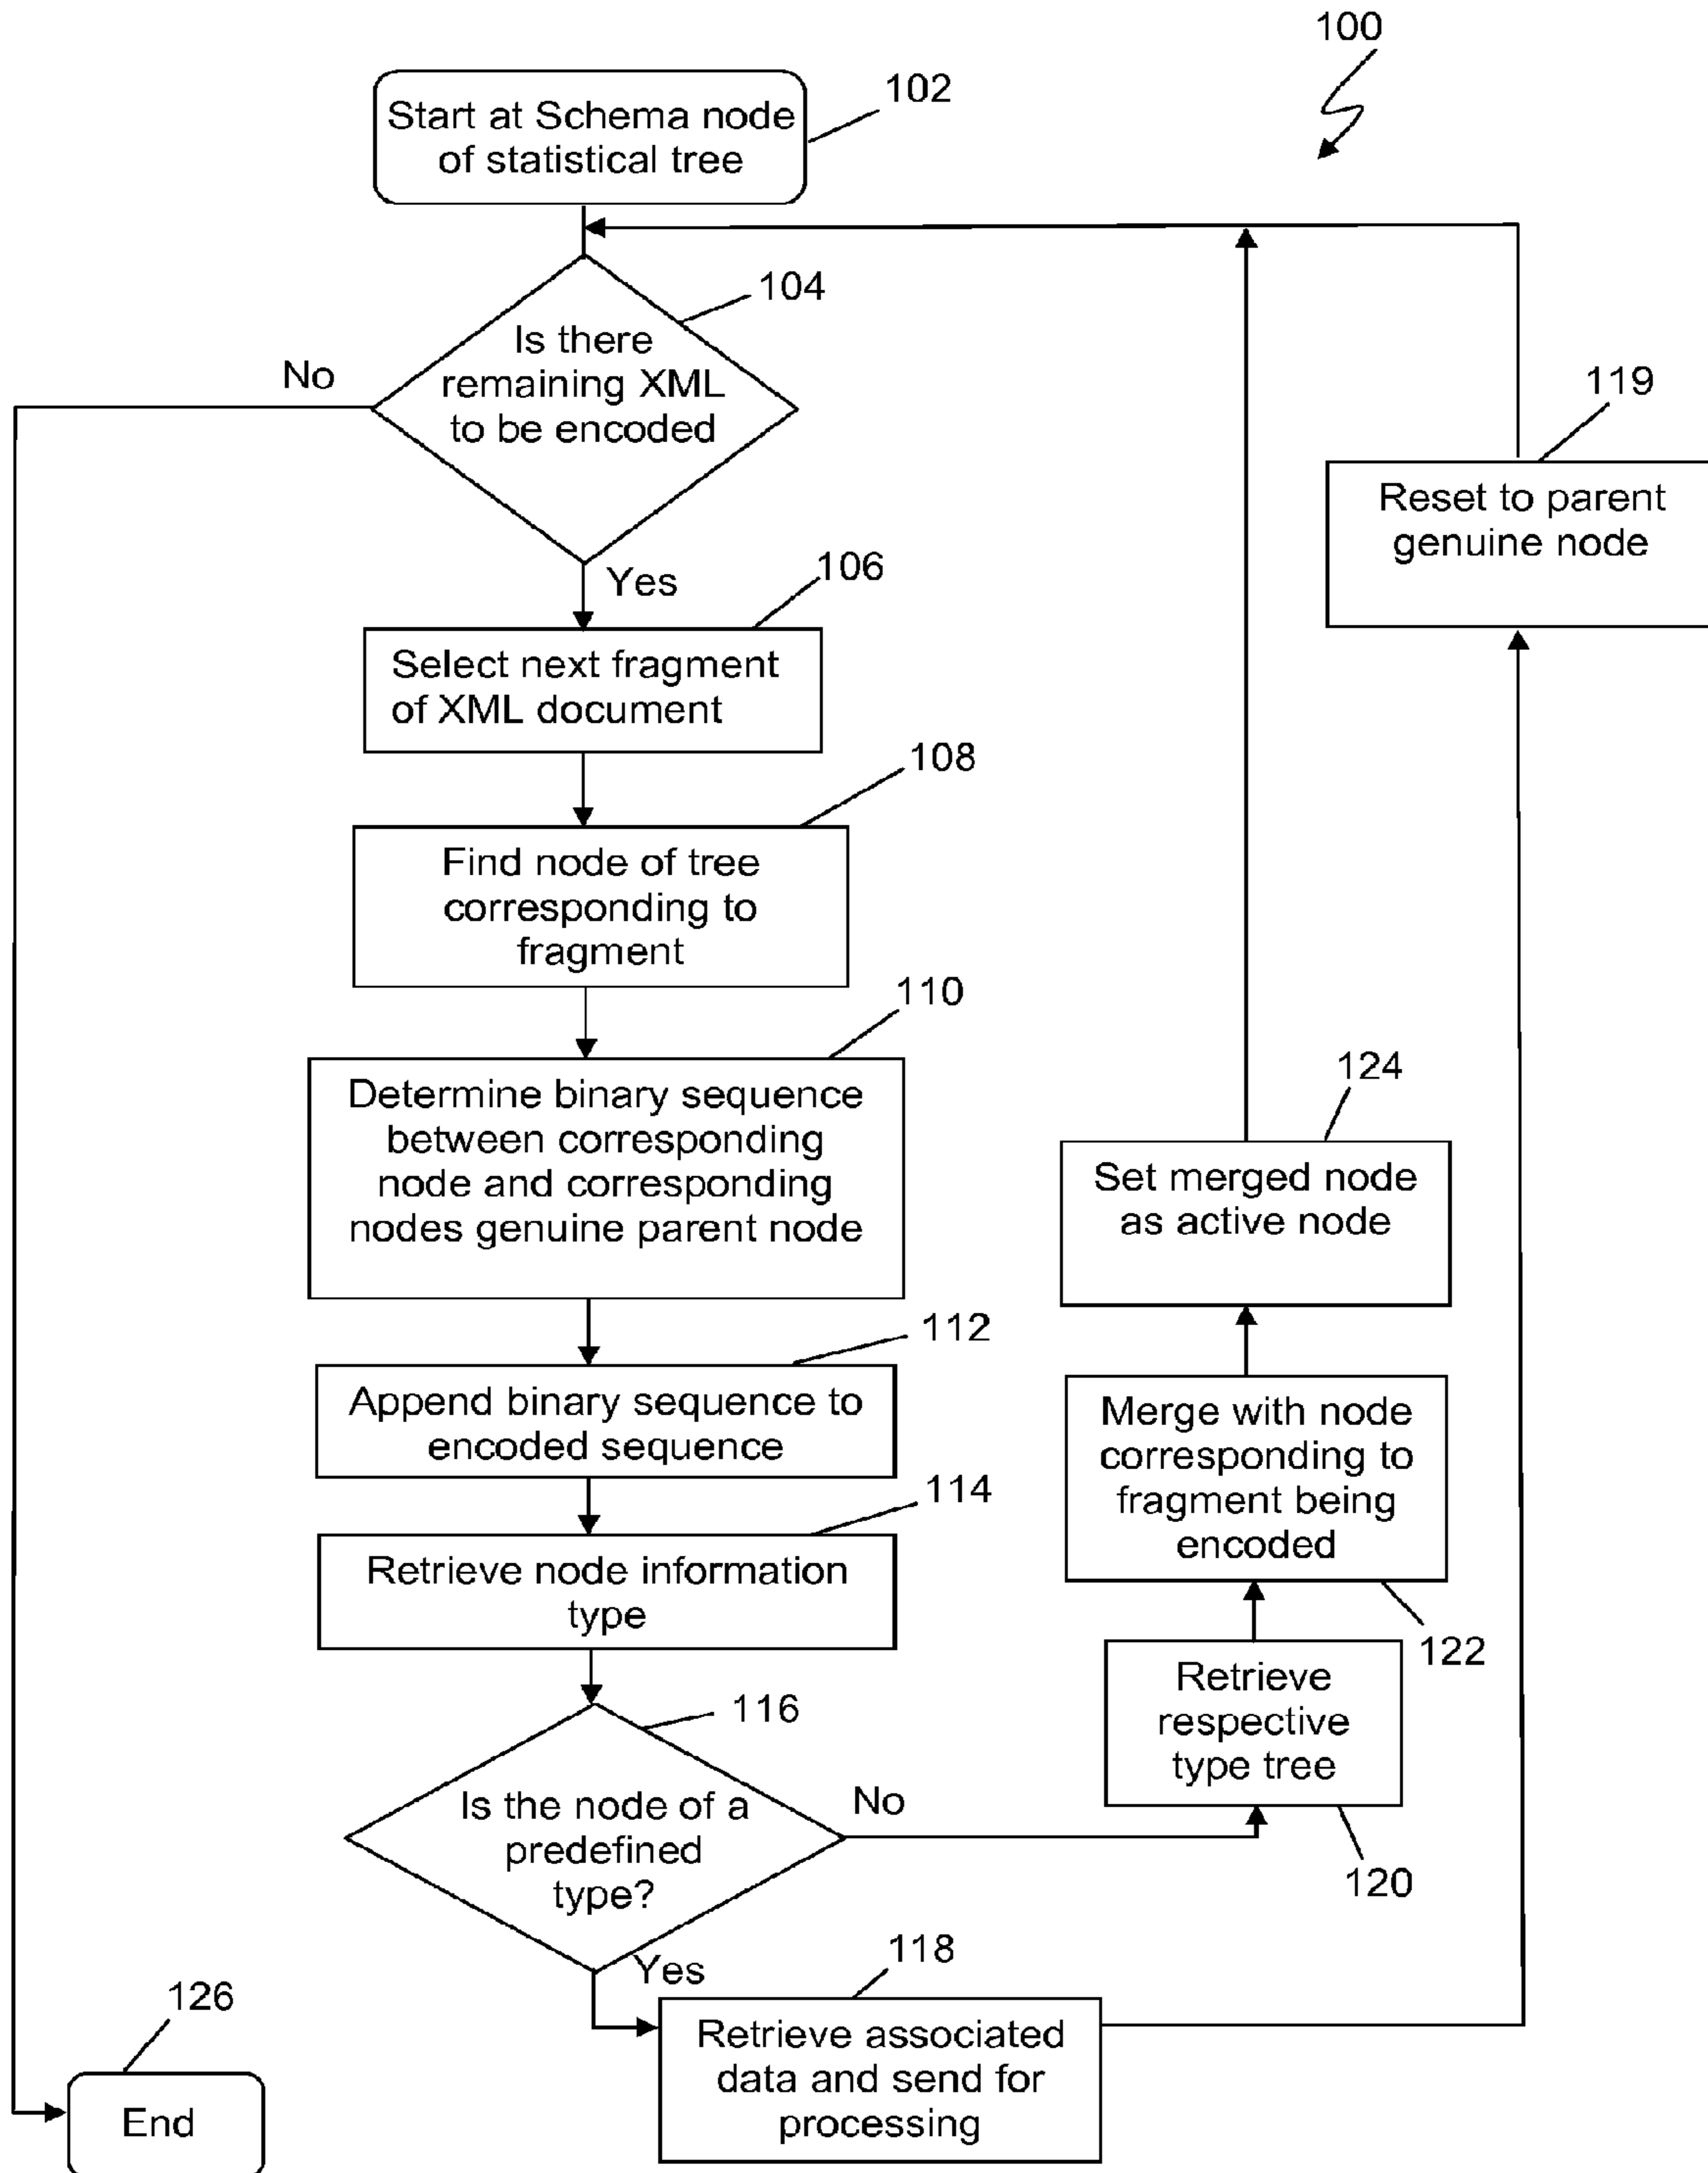 100
102
Start at Schema node
of statistical tree
104
Is there
remaining XML
to be encoded
No
119
Reset to parent
genuine node
Yes
106
Select next fragment
of XML document
108
Find node of tree
corresponding to
fragment
110
Determine binary sequence
between corresponding
node and corresponding
nodes genuine parent node
124
Set merged node
as active node
112
Append binary sequence to
encoded sequence
Merge with node
corresponding to
fragment being
encoded
122
114
Retrieve node information
type
Retrieve
respective
type tree
120
116
Is the node of a
predefined
type?
No
Yes
118
Retrieve associated
data and send for
processing
126
End